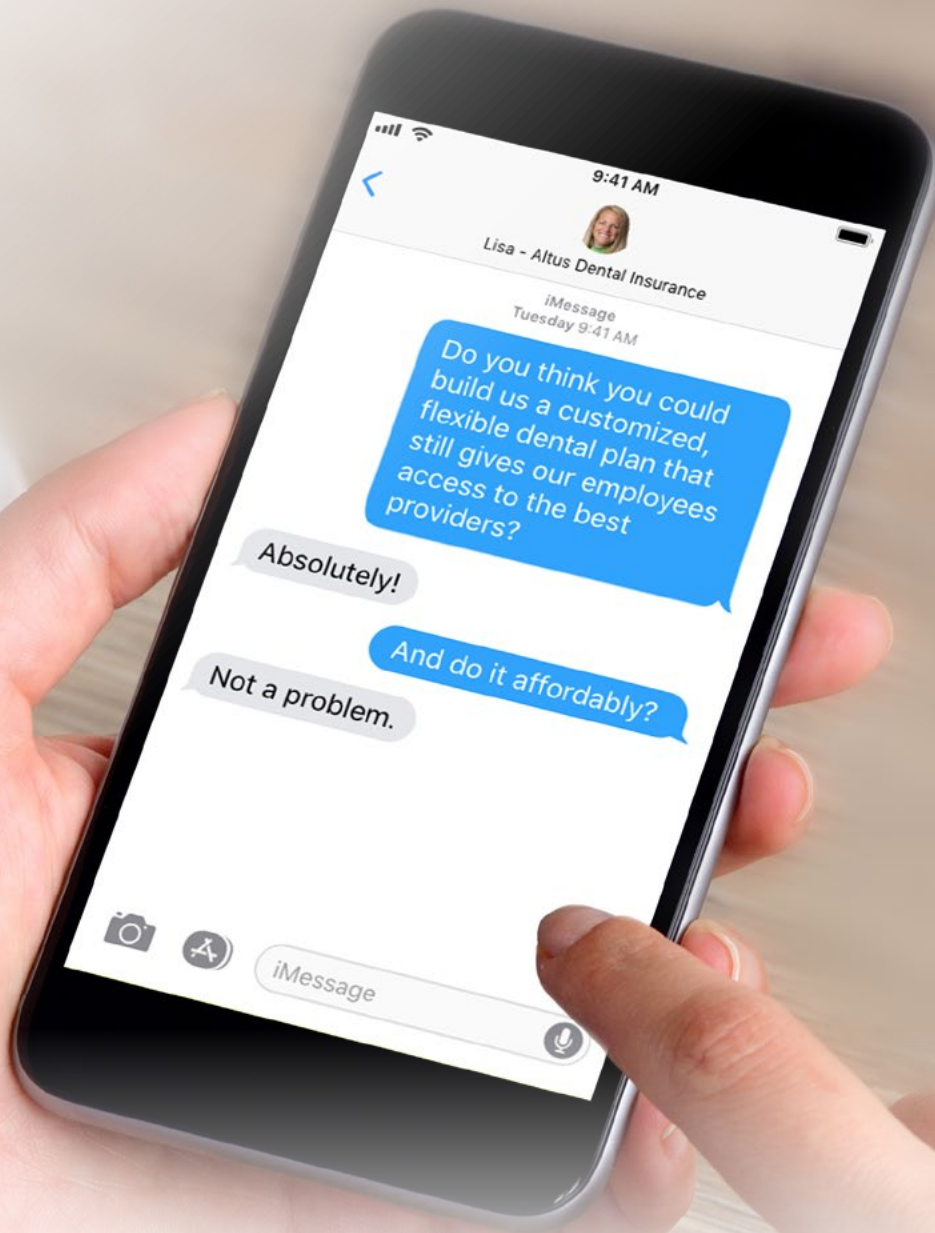 9:41 AM
Lisa - Altus Dental Insurance
iMessage
Tuesday 9:41 AM
Do you think you could
build us a customized,
flexible dental plan that
still gives our employees
access to the best
providers?
Absolutely!
And do it affordably?
Not a problem.
iMessage